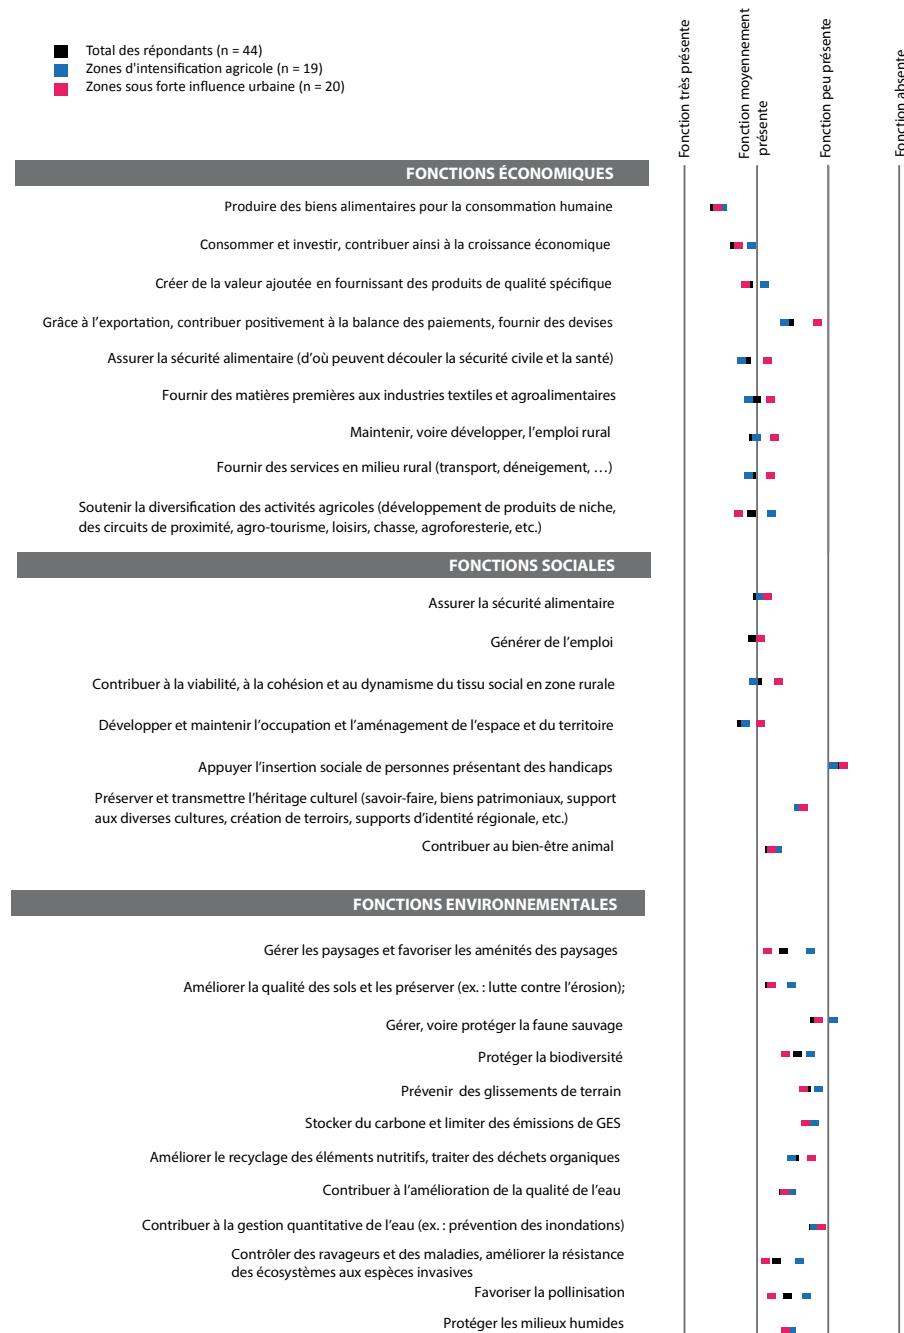 Total des répondants (n = 44)
Zones d'intensification agricole (n = 19)
Zones sous forte influence urbaine (n = 20)
Fonction très présente
Fonction moyennement
présente
Fonction peu présente
Fonction absente
FONCTIONS ÉCONOMIQUES
Produire des biens alimentaires pour la consommation humaine
Consommer et investir, contribuer ainsi à la croissance économique
Créer de la valeur ajoutée en fournissant des produits de qualité spécifique
Grâce à l'exportation, contribuer positivement à la balance des paiements, fournir des devises
Assurer la sécurité alimentaire (d'où peuvent découler la sécurité civile et la santé)
Fournir des matières premières aux industries textiles et agroalimentaires
Maintenir, voire développer, l'emploi rural
Fournir des services en milieu rural (transport, déneigement, …)
Soutenir la diversification des activités agricoles (développement de produits de niche,
des circuits de proximité, agro-tourisme, loisirs, chasse, agroforesterie, etc.)
FONCTIONS SOCIALES
Assurer la sécurité alimentaire
Générer de l'emploi
Contribuer à la viabilité, à la cohésion et au dynamisme du tissu social en zone rurale
Développer et maintenir l'occupation et l'aménagement de l'espace et du territoire
Appuyer l'insertion sociale de personnes présentant des handicaps
Préserver et transmettre l'héritage culturel (savoir-faire, biens patrimoniaux, support
aux diverses cultures, création de terroirs, supports d'identité régionale, etc.)
Contribuer au bien-être animal
FONCTIONS ENVIRONNEMENTALES
Gérer les paysages et favoriser les aménités des paysages
Améliorer la qualité des sols et les préserver (ex. : lutte contre l'érosion);
Gérer, voire protéger la faune sauvage
Protéger la biodiversité
Prévenir des glissements de terrain
Stocker du carbone et limiter des émissions de GES
Améliorer le recyclage des éléments nutritifs, traiter des déchets organiques
Contribuer à l'amélioration de la qualité de l'eau
Contribuer à la gestion quantitative de l'eau (ex. : prévention des inondations)
Contrôler des ravageurs et des maladies, améliorer la résistance
des écosystèmes aux espèces invasives
Favoriser la pollinisation
Protéger les milieux humides